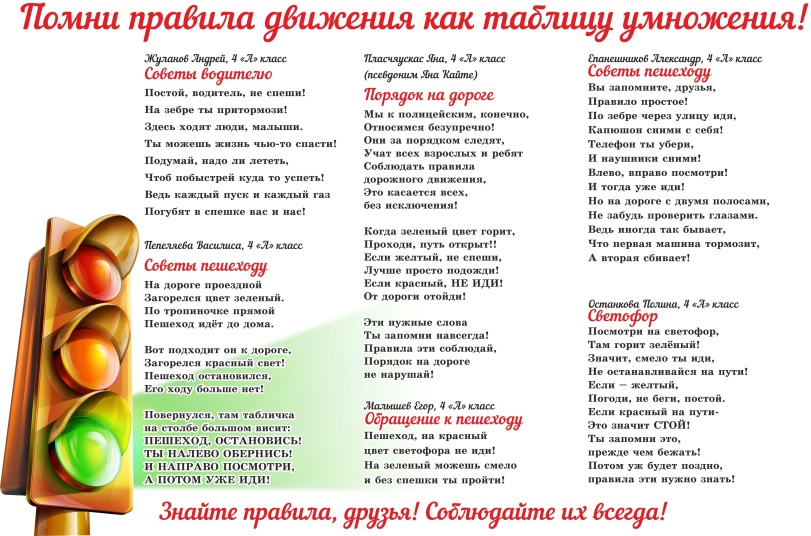 Помни правила движения как таблицу умножения!
Жуланов Андрей, 4 «А» класс
Советы водителю
Постой, водитель, не спеши!
На зебре ты притормози!
Здесь ходят люди, малыши.
Ты можешь жизнь чью-то спасти!
Подумай, надо ли лететь,
Чтоб побыстрей куда то успеть!
Ведь каждый пуск и каждый газ
Погубят в спешке вас и нас!
Пепеляева Василиса, 4 «А» класс
Советы пешеходу
На дороге проездной
Загорелся цвет зеленый.
По тропиночке прямой
Пешеход идёт до дома.
Вот подходит он к дороге,
Загорелся красный свет!
Пешеход остановился,
Его ходу больше нет!
Повернулся, там табличка
на столбе большом висит:
ПЕШЕХОД, ОСТАНОВИСЬ!
ТЫ НАЛЕВО ОБЕРНИСЬ!
И НАПРАВО ПОСМОТРИ,
А ПОТОМ УЖЕ ИДИ!
Пласчяускас Яна, 4 «А» класс
(псевдоним Яна Кайте)
Порядок на дороге
Мы к полицейским, конечно,
Относимся безупречно!
Они за порядком следят,
Учат всех взрослых и ребят
Соблюдать правила
дорожного движения,
Это касается всех,
без исключения!
Когда зеленый цвет горит,
Проходи, путь открыт!!
Если желтый, не спеши,
Лучше просто подожди!
Если красный, НЕ ИДИ!
От дороги отойди!
Эти нужные слова
Ты запомни навсегда!
Правила эти соблюдай,
Порядок на дороге
не нарушай!
Малышев Егор, 4 «А» класс
Обращение к пешеходу
Пешеход, на красный
цвет светофора не иди!
На зеленый можешь смело
и без спешки ты пройти!
Епанешников Александр, 4 «А» класс
Советы пешеходу
Вы запомните, друзья,
Правило простое!
По зебре через улицу идя,
Капюшон сними с себя!
Телефон ты убери,
И наушники сними!
Влево, вправо посмотри!
И тогда уже иди!
Но на дороге с двумя полосами,
Не забудь проверить глазами.
Ведь иногда так бывает,
Что первая машина тормозит,
А вторая сбивает!
Останкова Полина, 4 «А» класс
Светофор
Посмотри на светофор,
Там горит зелёный!
Значит, смело ты иди,
Не останавливайся на пути!
Если – желтый,
Погоди, не беги, постой.
Если красный на пути-
Это значит СТОЙ!
Ты запомни это,
прежде чем бежать!
Потом уж будет поздно,
правила эти нужно знать!
Знайте правила, друзья! Соблюдайте их всегда!